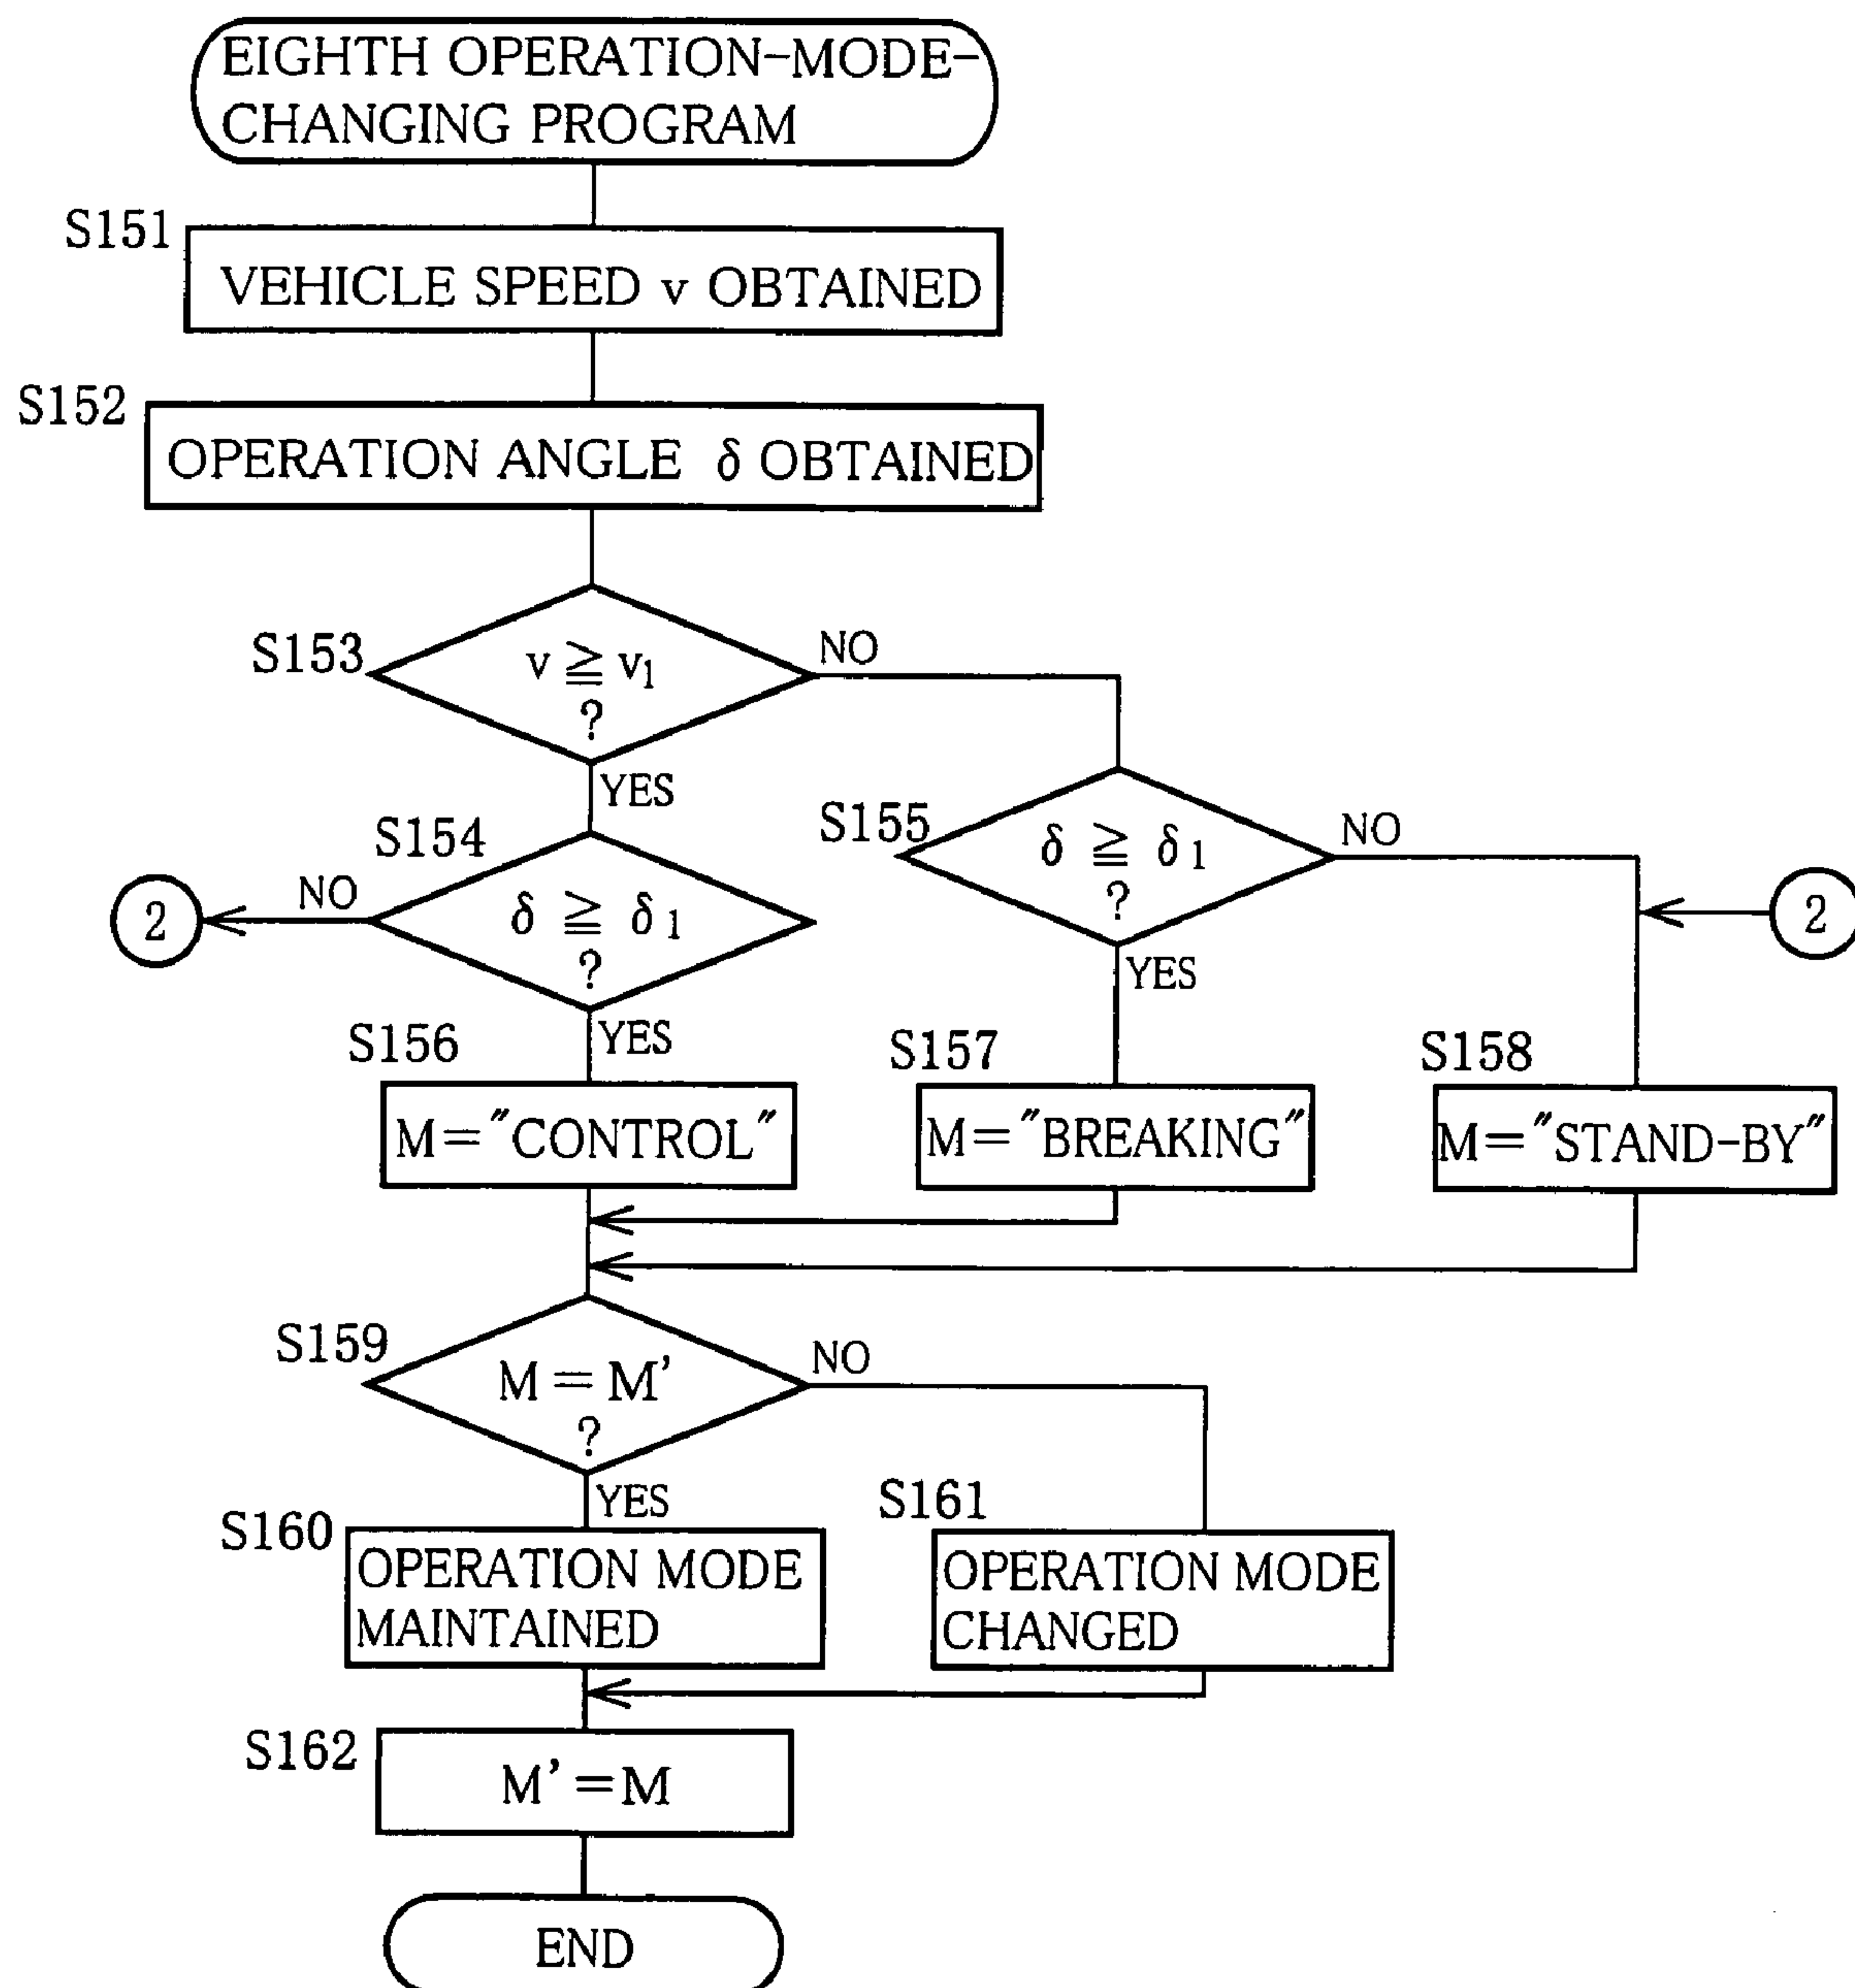 EIGHTH OPERATION-MODE-
CHANGING PROGRAM
S151
VEHICLE SPEED v OBTAINED
S152
OPERATION ANGLE δ OBTAINED
S153
v ≧ v1
?
NO
YES
S154
δ ≧ δ1
?
NO
2
YES
S155
δ ≧ δ1
?
NO
2
YES
S156
M="CONTROL"
S157
M="BREAKING"
S158
M="STAND-BY"
S159
M=M'
?
NO
YES
S160
OPERATION MODE
MAINTAINED
S161
OPERATION MODE
CHANGED
S162
M'=M
END